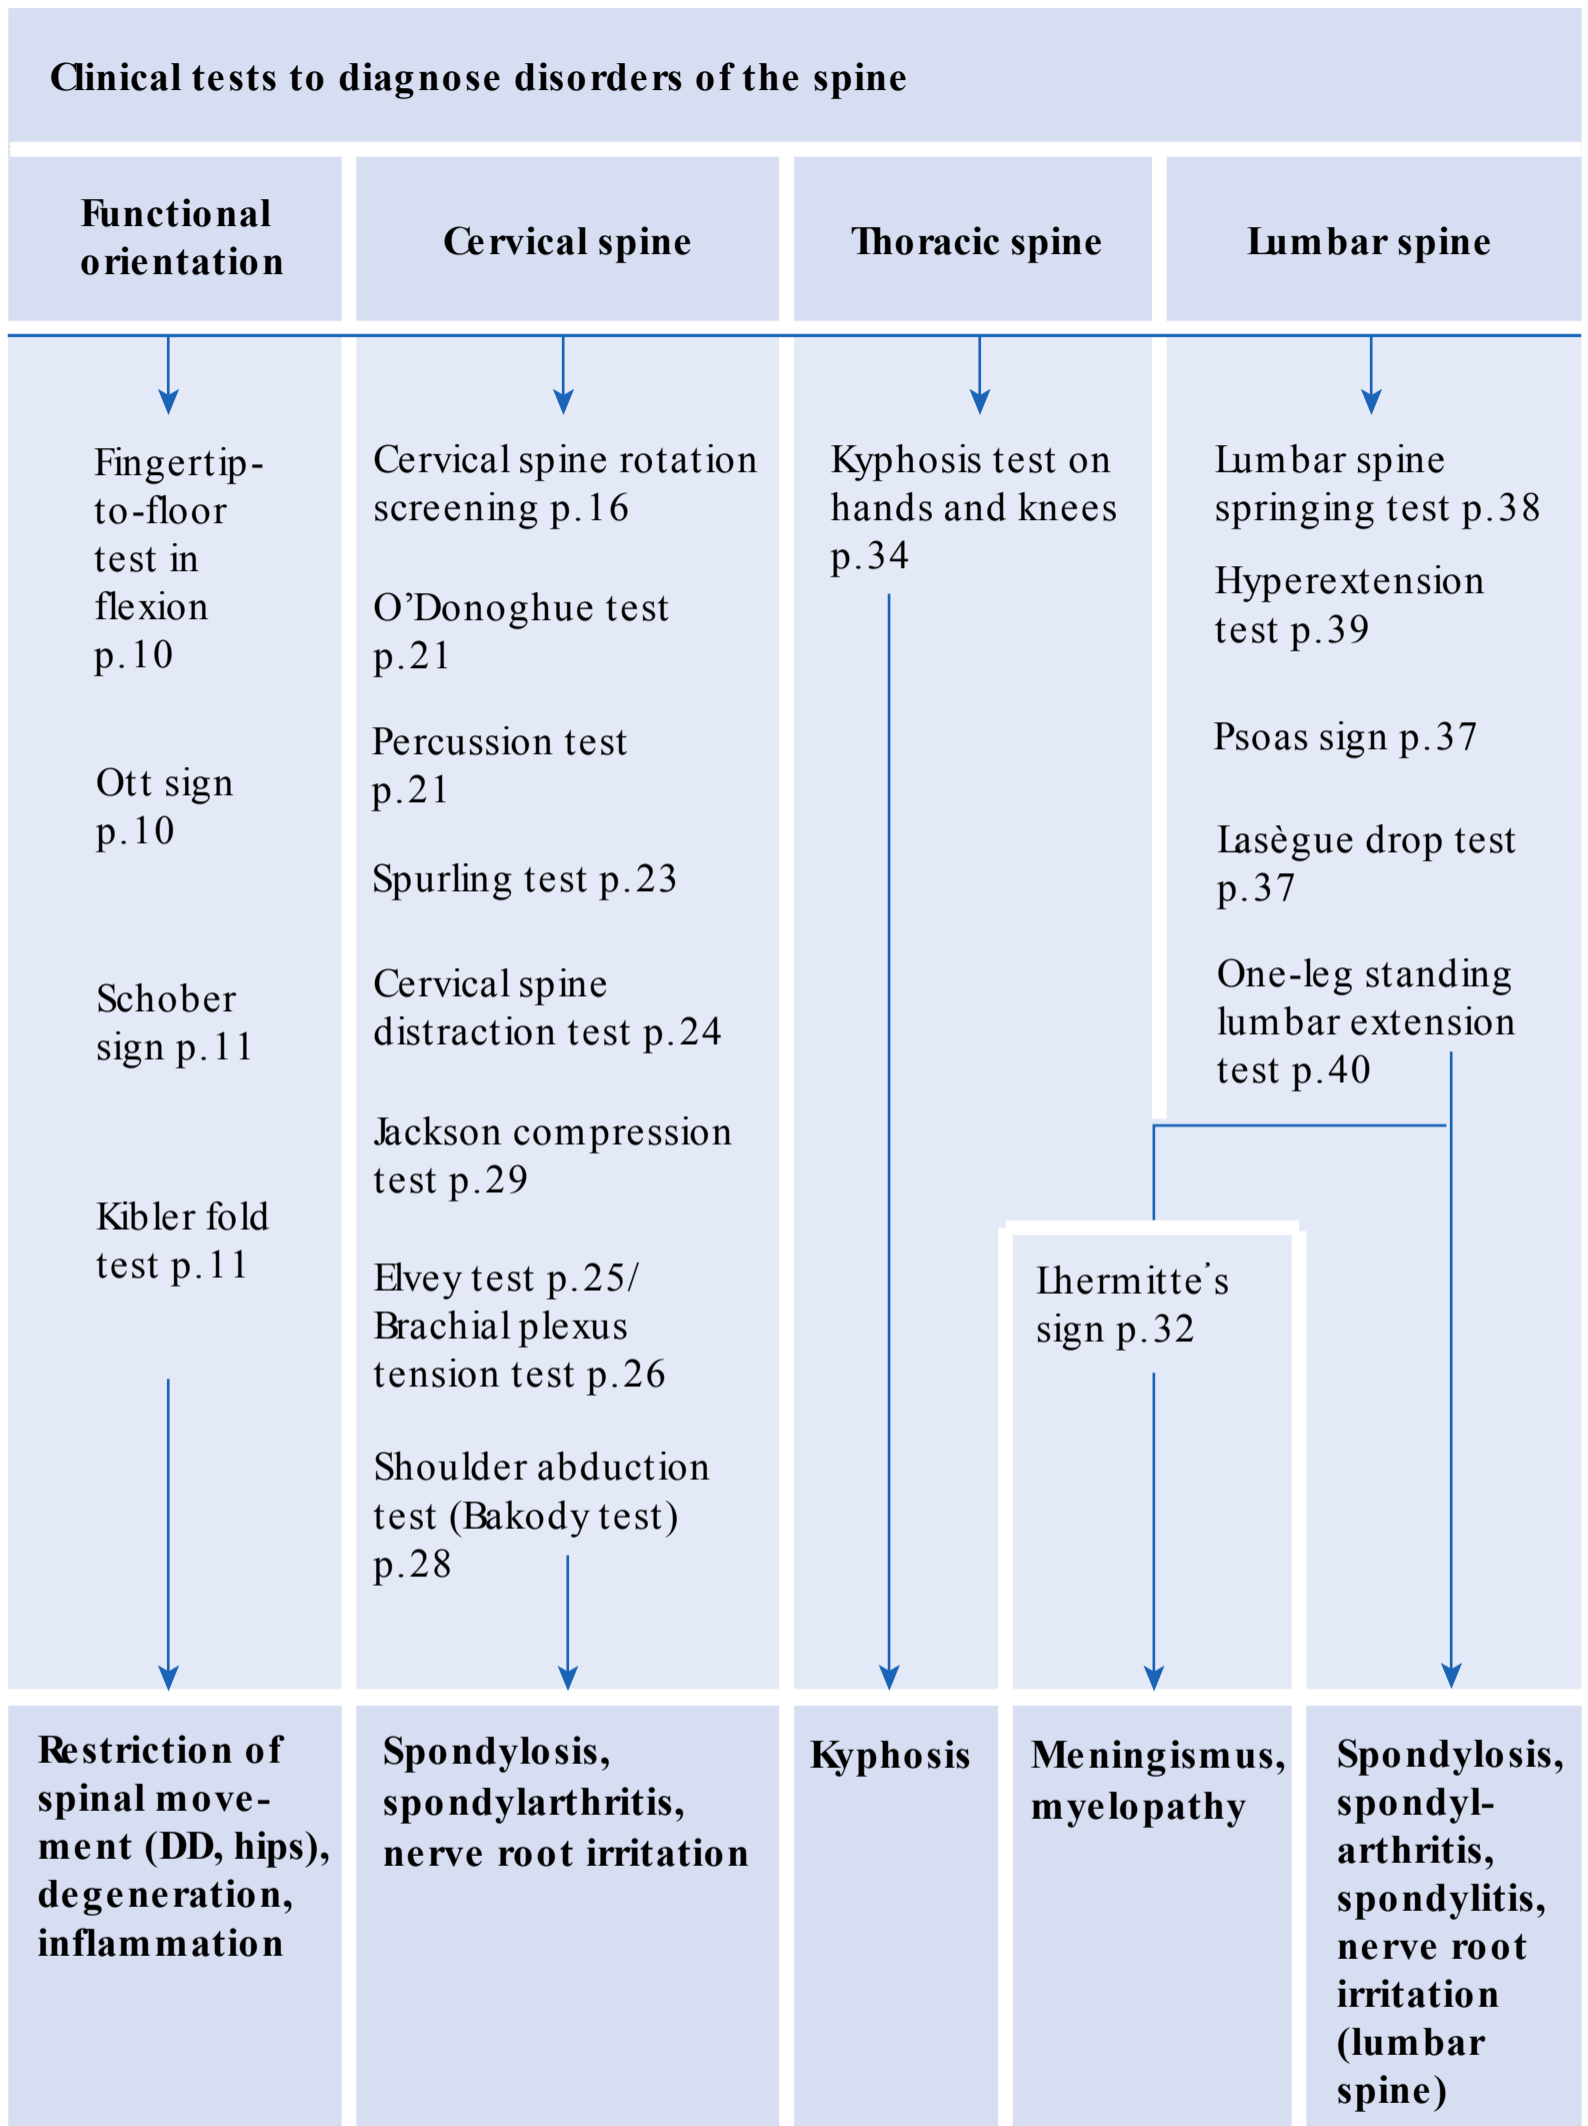 Clinical tests to diagnose disorders of the spine
Functional
orientation
Cervical spine
Thoracic spine
Lumbar spine
Fingertip-
to-floor
test in
flexion
p.10
Ott sign
p.10
Schober
sign p.11
Kibler fold
test p.11
Cervical spine rotation
screening p.16
O’Donoghue test
p.21
Percussion test
p.21
Spurling test p.23
Cervical spine
distraction test p.24
Jackson compression
test p.29
Elvey test p.25/
Brachial plexus
tension test p.26
Shoulder abduction
test (Bakody test)
p.28
Kyphosis test on
hands and knees
p.34
Lumbar spine
springing test p.38
Hyperextension
test p.39
Psoas sign p.37
Lasègue drop test
p.37
One-leg standing
lumbar extension
test p.40
Lhermitte’s
sign p.32
Restriction of
spinal move-
ment (DD, hips),
degeneration,
inflammation
Spondylosis,
spondylarthritis,
nerve root irritation
Kyphosis
Meningismus,
myelopathy
Spondylosis,
spondyl-
arthritis,
spondylitis,
nerve root
irritation
(lumbar
spine)